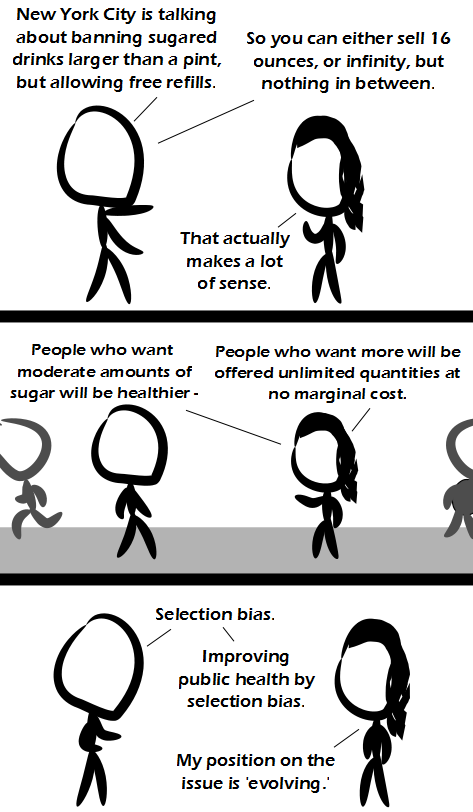 New York City is talking
about banning sugared
drinks larger than a pint,
but allowing free refills.
So you can either sell 16
ounces, or infinity, but
nothing in between.
That actually
makes a lot
of sense.
People who want
moderate amounts of
sugar will be healthier -
People who want more will be
offered unlimited quantities at
no marginal cost.
Selection bias.
Improving
public health by
selection bias.
My position on the
issue is 'evolving.'